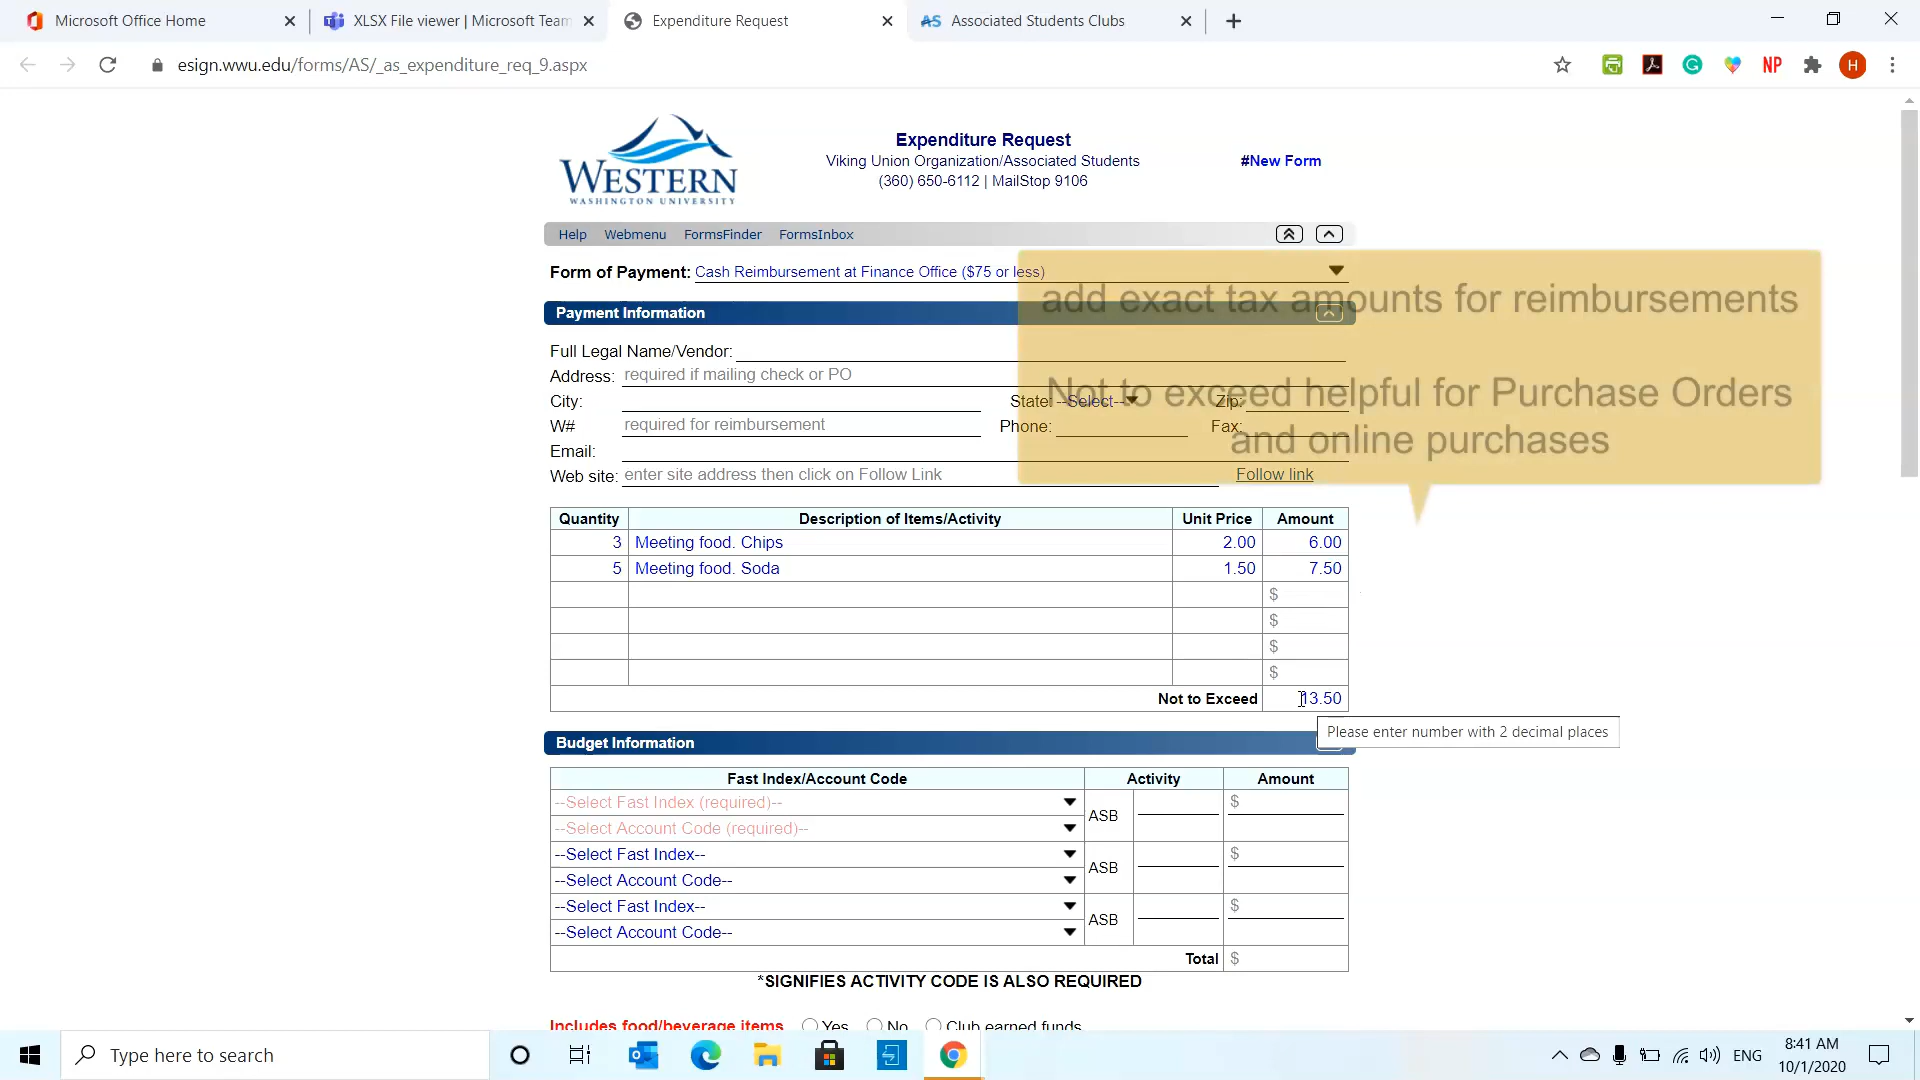 Microsoft Office Home
XLSX File viewer | Microsoft Team
Expenditure Request
AS Associated Students Clubs
esign.wwu.edu/forms/AS/_as_expenditure_req_9.aspx
NP
H
WESTERN
WASHINGTON UNIVERSITY
Expenditure Request
Viking Union Organization/Associated Students
(360) 650-6112 | MailStop 9106
#New Form
Help Webmenu FormsFinder FormsInbox
Form of Payment: Cash Reimbursement at Finance Office ($75 or less)
add exact tax amounts for reimbursements
Not to exceed helpful for Purchase Orders
and online purchases
Payment Information
Full Legal Name/Vendor:
Address: required if mailing check or PO
City: State: --Select-- Zip:
W# required for reimbursement Phone: Fax:
Email:
Web site: enter site address then click on Follow Link Follow link
Quantity Description of Items/Activity Unit Price Amount
3 Meeting food. Chips 2.00 6.00
5 Meeting food. Soda 1.50 7.50
$
$
$
$
Not to Exceed 13.50
Please enter number with 2 decimal places
Budget Information
Fast Index/Account Code Activity Amount
--Select Fast Index (required)-- ASB $
--Select Account Code (required)--
--Select Fast Index-- ASB $
--Select Account Code--
--Select Fast Index-- ASB $
--Select Account Code--
Total $
*SIGNIFIES ACTIVITY CODE IS ALSO REQUIRED
Includes food/beverage items Yes No Club earned funds
Type here to search
ENG
8:41 AM
10/1/2020